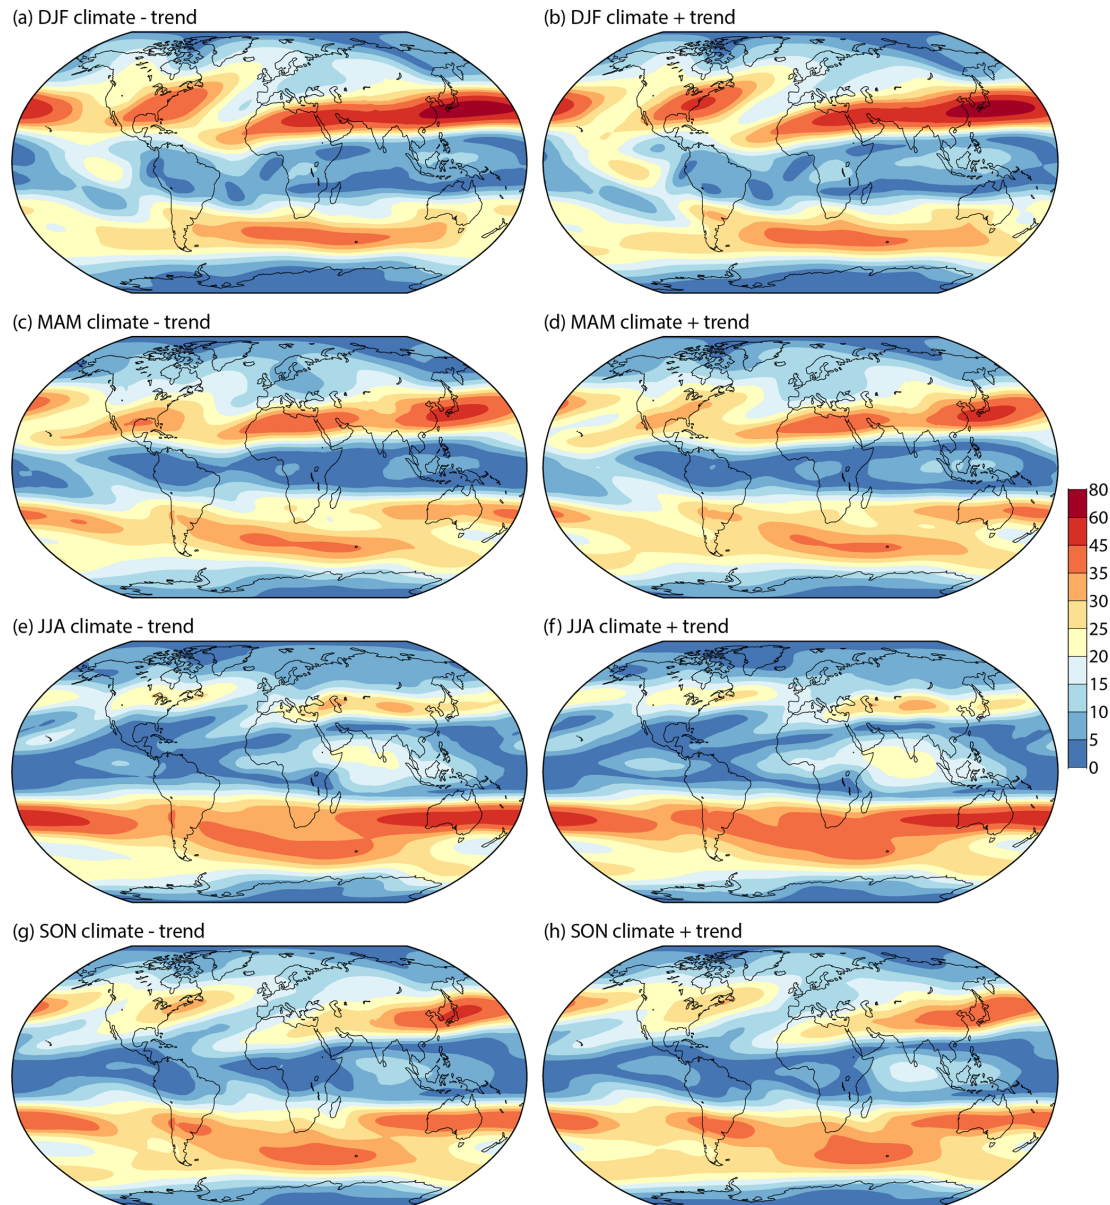 (a) DJF climate - trend
(b) DJF climate + trend
(c) MAM climate - trend
(d) MAM climate + trend
80
60
45
35
30
25
20
15
10
5
0
(e) JJA climate - trend
(f) JJA climate + trend
(g) SON climate - trend
(h) SON climate + trend